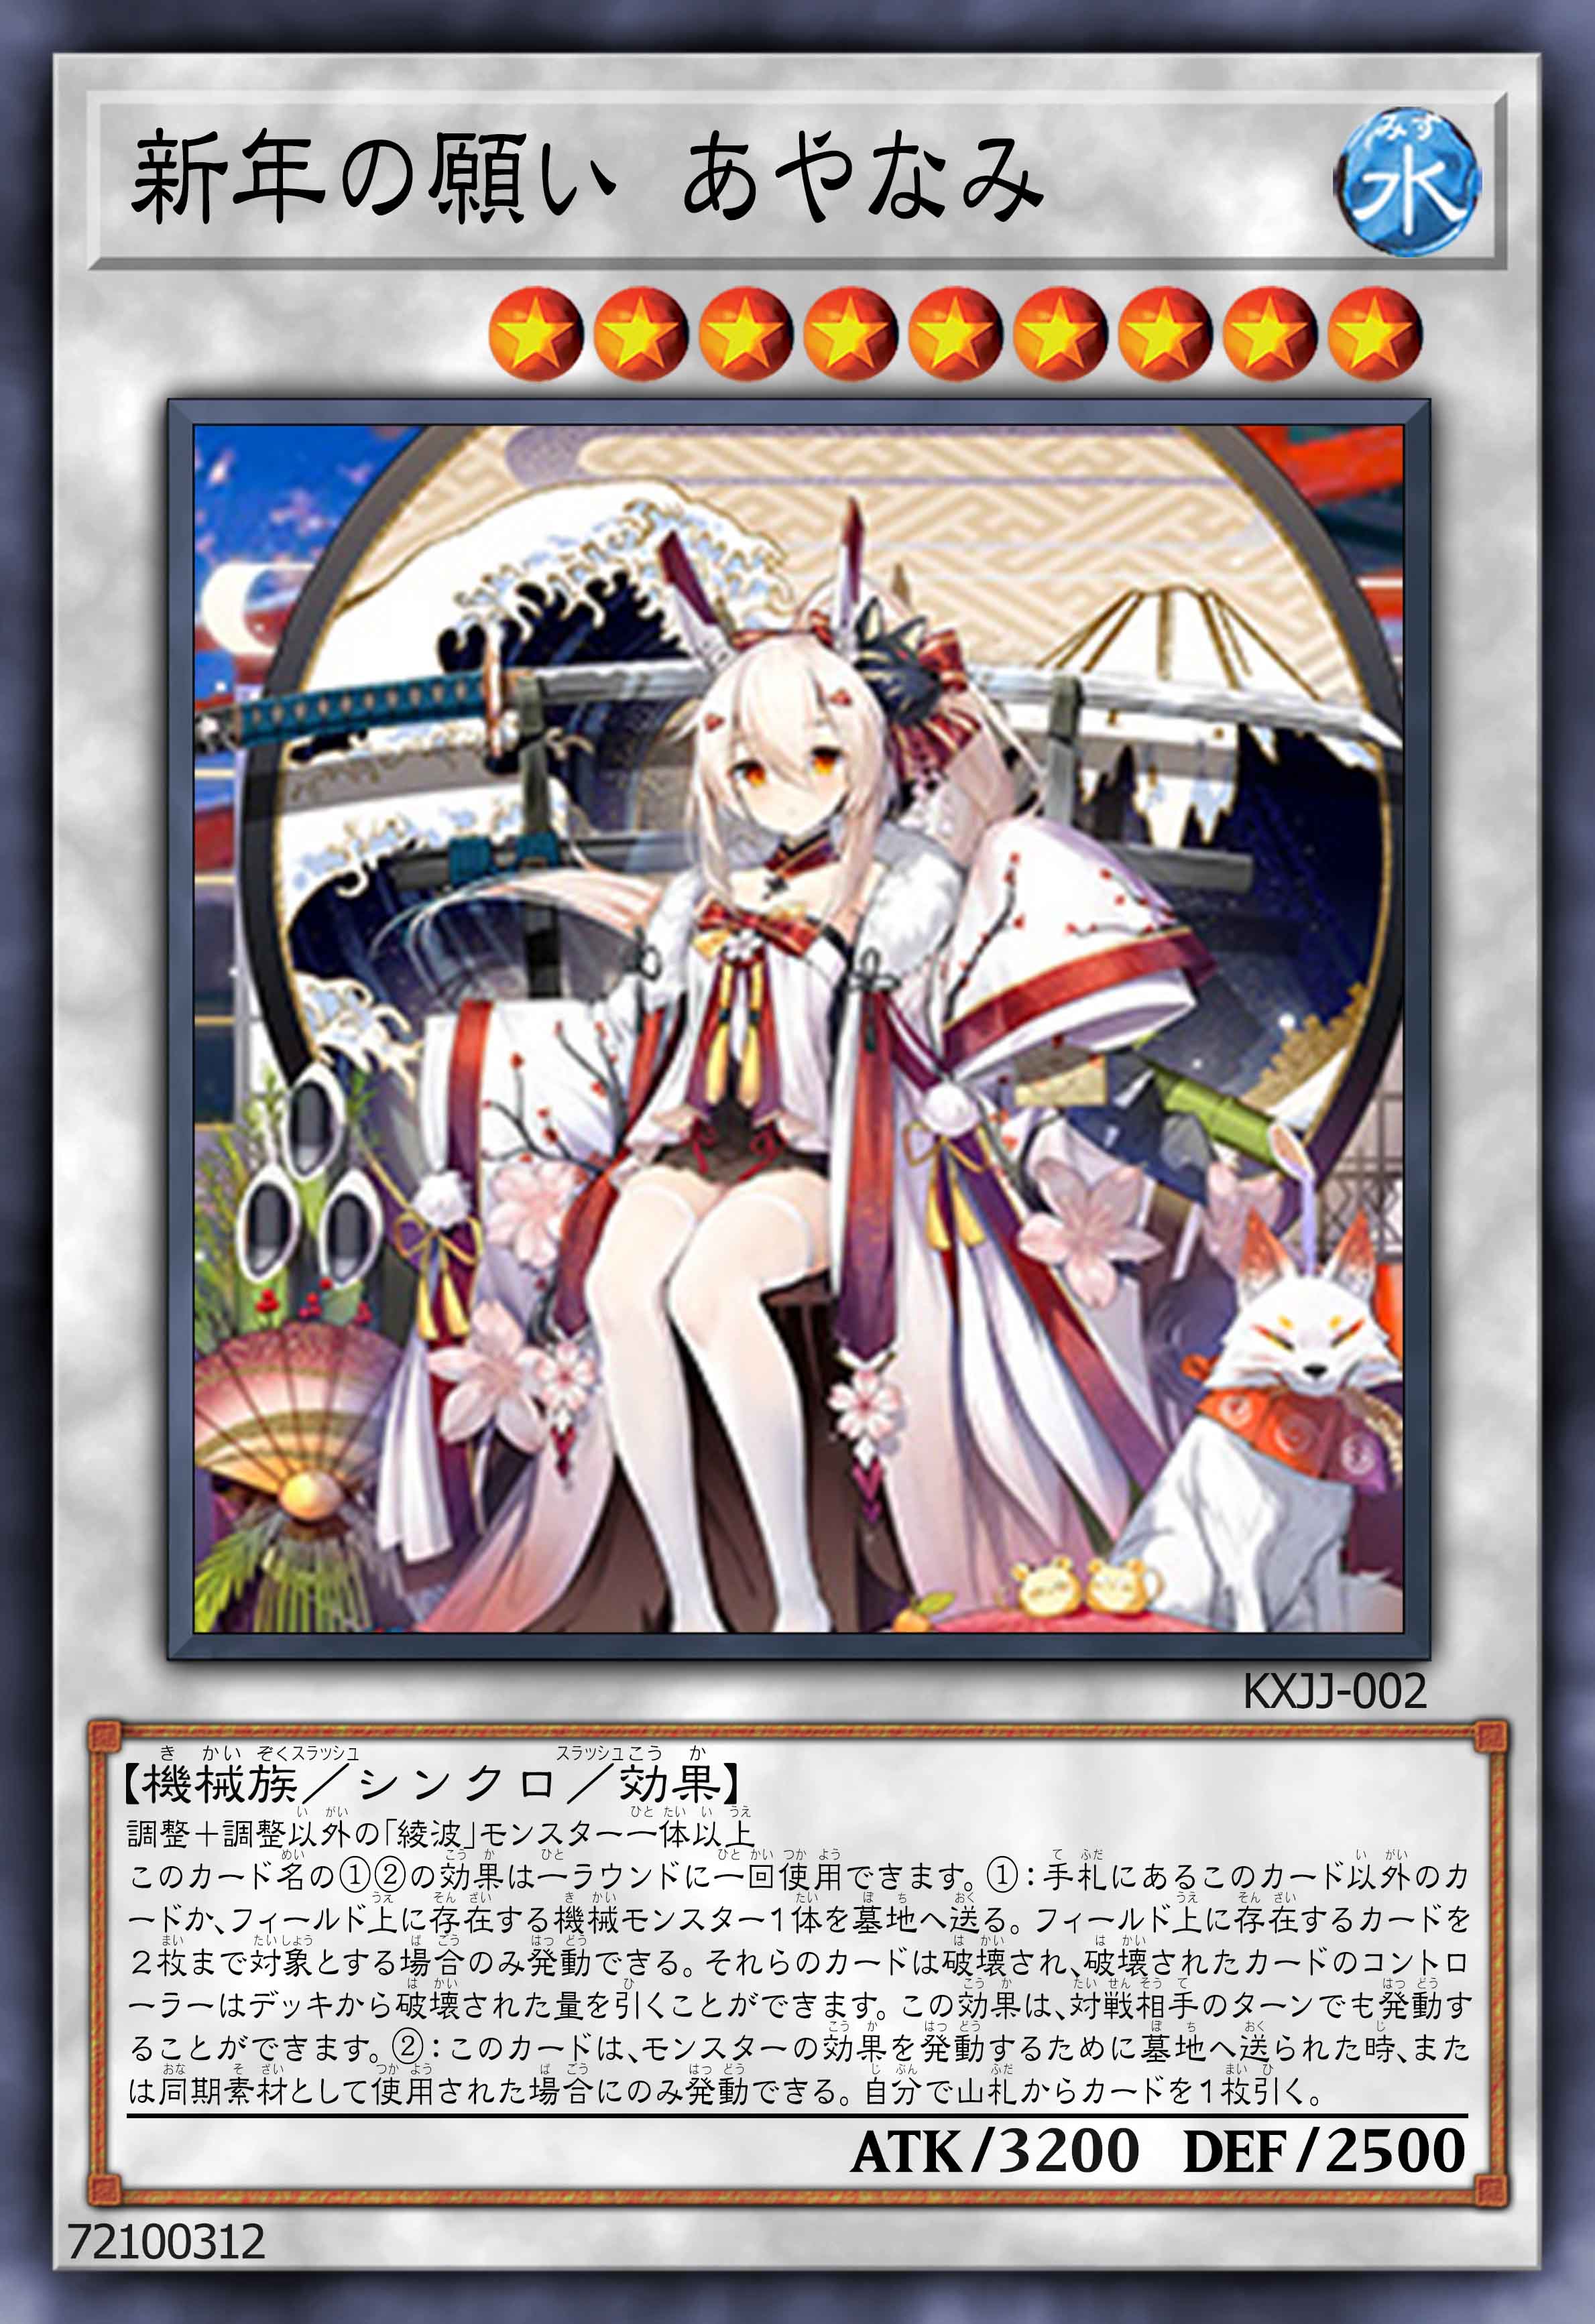 新年の願い あやなみ
みず
水
KXJJ-002
【機械族／シンクロ／効果】
調整＋調整以外の｢綾波｣モンスター一体以上
このカード名の①②の効果は一ラウンドに一回使用できます。①：手札にあるこのカード以外のカ
ードか、フィールド上に存在する機械モンスター１体を墓地へ送る。フィールド上に存在するカードを
２枚まで対象とする場合のみ発動できる。それらのカードは破壊され、破壊されたカードのコントロ
ーラーはデッキから破壊された量を引くことができます。この効果は、対戦相手のターンでも発動す
ることができます。②：このカードは、モンスターの効果を発動するために墓地へ送られた時、また
は同期素材として使用された場合にのみ発動できる。自分で山札からカードを１枚引く。
ATK/3200 DEF/2500
72100312